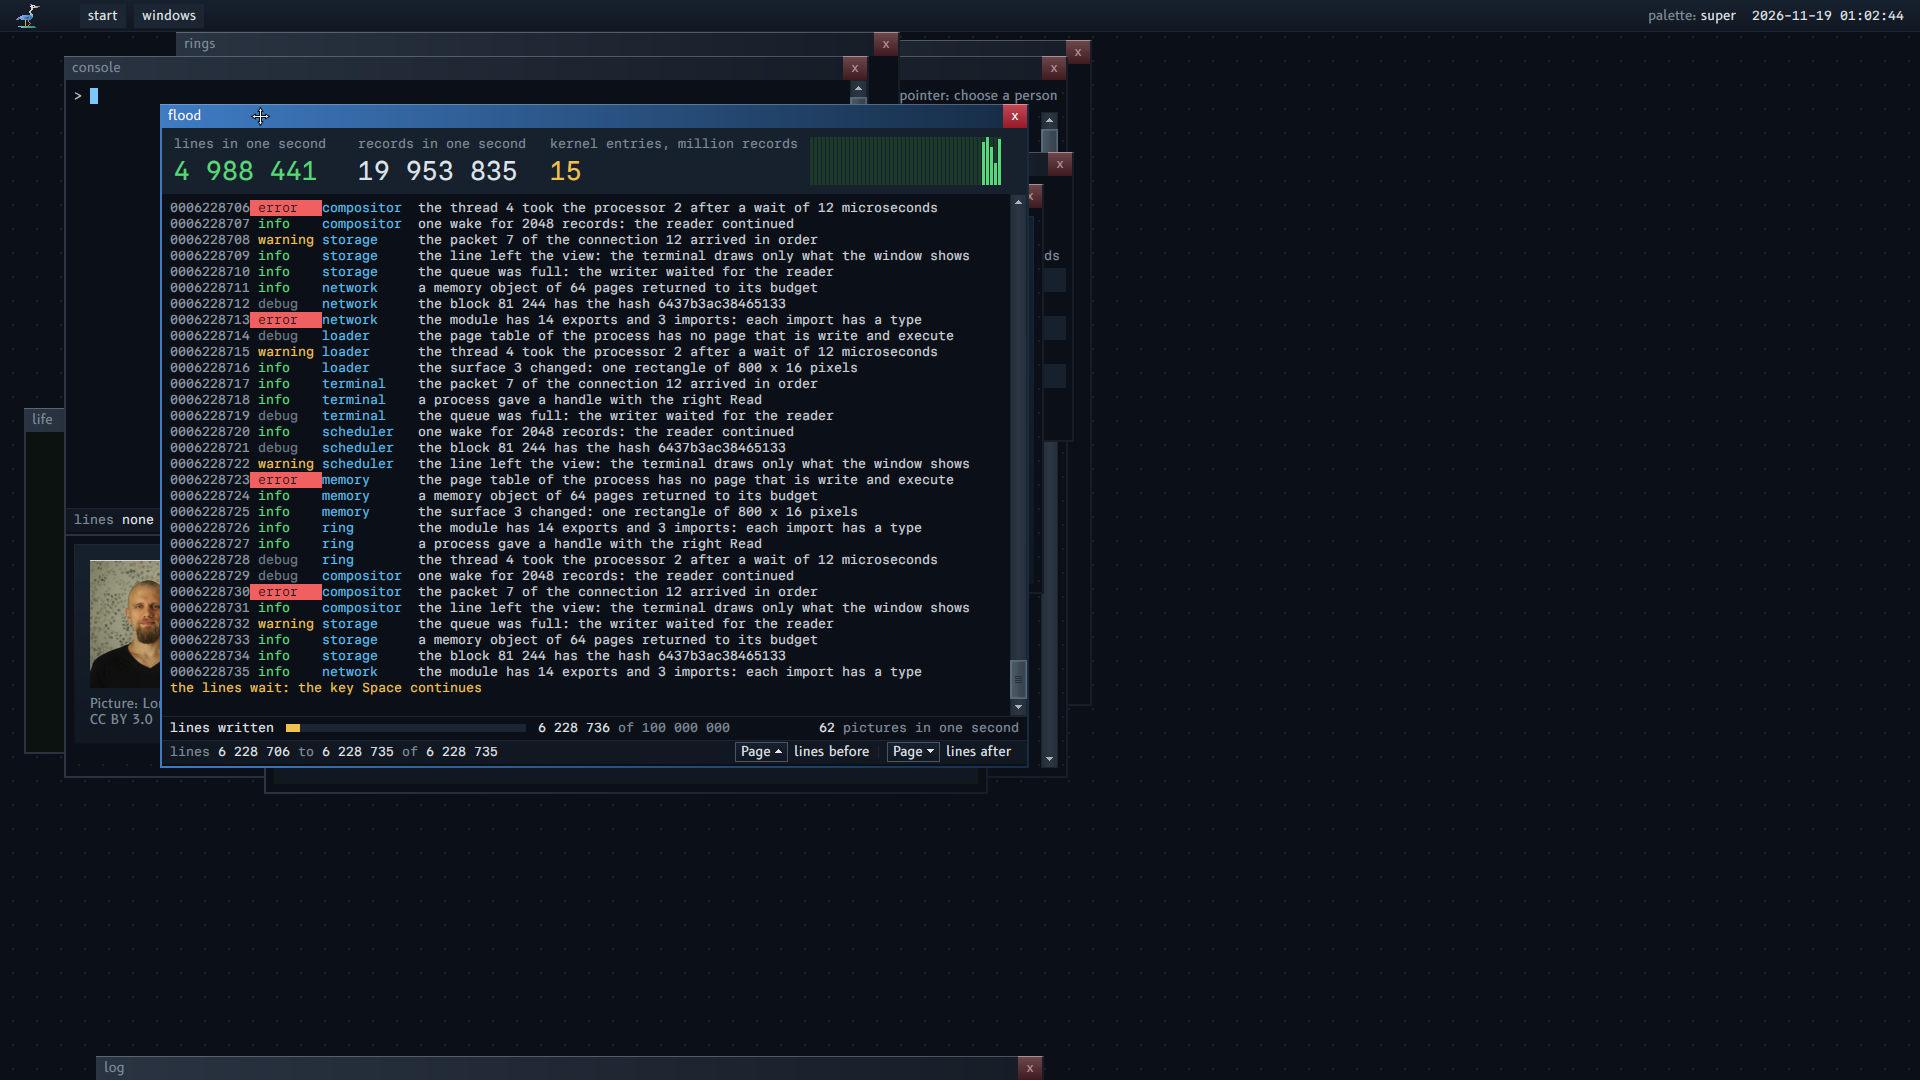 start windows palette: super 2026-11-19 01:02:44
rings x
x
console x
x
> 
pointer: choose a person
flood x
lines in one second records in one second kernel entries, million records
4 988 441 19 953 835 15
x
x
ds
0006228706 error compositor the thread 4 took the processor 2 after a wait of 12 microseconds
0006228707 info compositor one wake for 2048 records: the reader continued
0006228708 warning storage the packet 7 of the connection 12 arrived in order
0006228709 info storage the line left the view: the terminal draws only what the window shows
0006228710 info storage the queue was full: the writer waited for the reader
0006228711 info network a memory object of 64 pages returned to its budget
0006228712 debug network the block 81 244 has the hash 6437b3ac38465133
0006228713 error network the module has 14 exports and 3 imports: each import has a type
0006228714 debug loader the page table of the process has no page that is write and execute
0006228715 warning loader the thread 4 took the processor 2 after a wait of 12 microseconds
0006228716 info loader the surface 3 changed: one rectangle of 800 x 16 pixels
0006228717 info terminal the packet 7 of the connection 12 arrived in order
0006228718 info terminal a process gave a handle with the right Read
0006228719 debug terminal the queue was full: the writer waited for the reader
0006228720 info scheduler one wake for 2048 records: the reader continued
0006228721 debug scheduler the block 81 244 has the hash 6437b3ac38465133
0006228722 warning scheduler the line left the view: the terminal draws only what the window shows
0006228723 error memory the page table of the process has no page that is write and execute
0006228724 info memory a memory object of 64 pages returned to its budget
0006228725 info memory the surface 3 changed: one rectangle of 800 x 16 pixels
0006228726 info ring the module has 14 exports and 3 imports: each import has a type
0006228727 info ring a process gave a handle with the right Read
0006228728 debug ring the thread 4 took the processor 2 after a wait of 12 microseconds
0006228729 debug compositor one wake for 2048 records: the reader continued
0006228730 error compositor the packet 7 of the connection 12 arrived in order
0006228731 info compositor the line left the view: the terminal draws only what the window shows
0006228732 warning storage the queue was full: the writer waited for the reader
0006228733 info storage a memory object of 64 pages returned to its budget
0006228734 info storage the block 81 244 has the hash 6437b3ac38465133
0006228735 info network the module has 14 exports and 3 imports: each import has a type
the lines wait: the key Space continues
lines written 6 228 736 of 100 000 000 62 pictures in one second
lines 6 228 706 to 6 228 735 of 6 228 735 Page lines before Page lines after
life
lines none
Picture: Lo
CC BY 3.0
log x